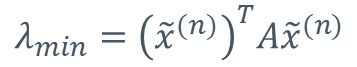 λ_min = (x̃^(n))^T A x̃^(n)